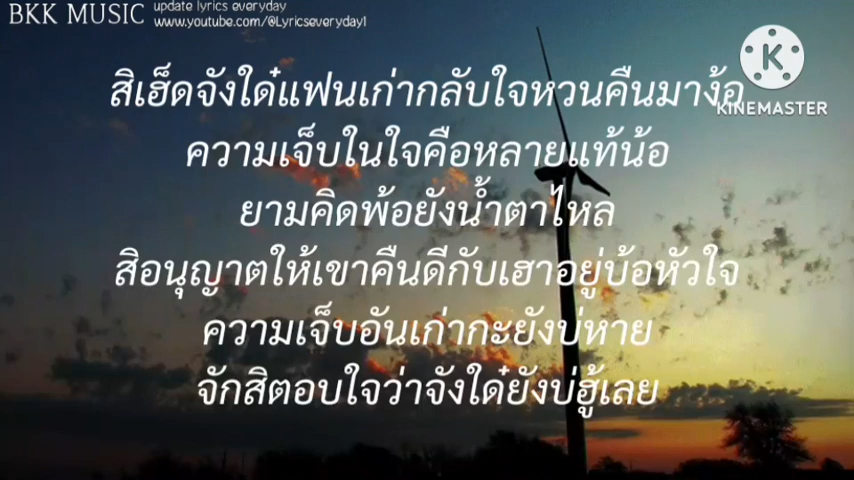 BKK MUSIC
update lyrics everyday
www.youtube.com/@Lyricseveryday1
KINEMASTER
สิเฮ็ดจังใด๋แฟนเก่ากลับใจหวนคืนมาง้อ
ความเจ็บในใจคือหลายแท้น้อ
ยามคิดพ้อยังน้ำตาไหล
สิอนุญาตให้เขาคืนดีกับเฮาอยู่บ้อหัวใจ
ความเจ็บอันเก่ากะยังบ่หาย
จักสิตอบใจว่าจังใด๋ยังบ่ฮู้เลย